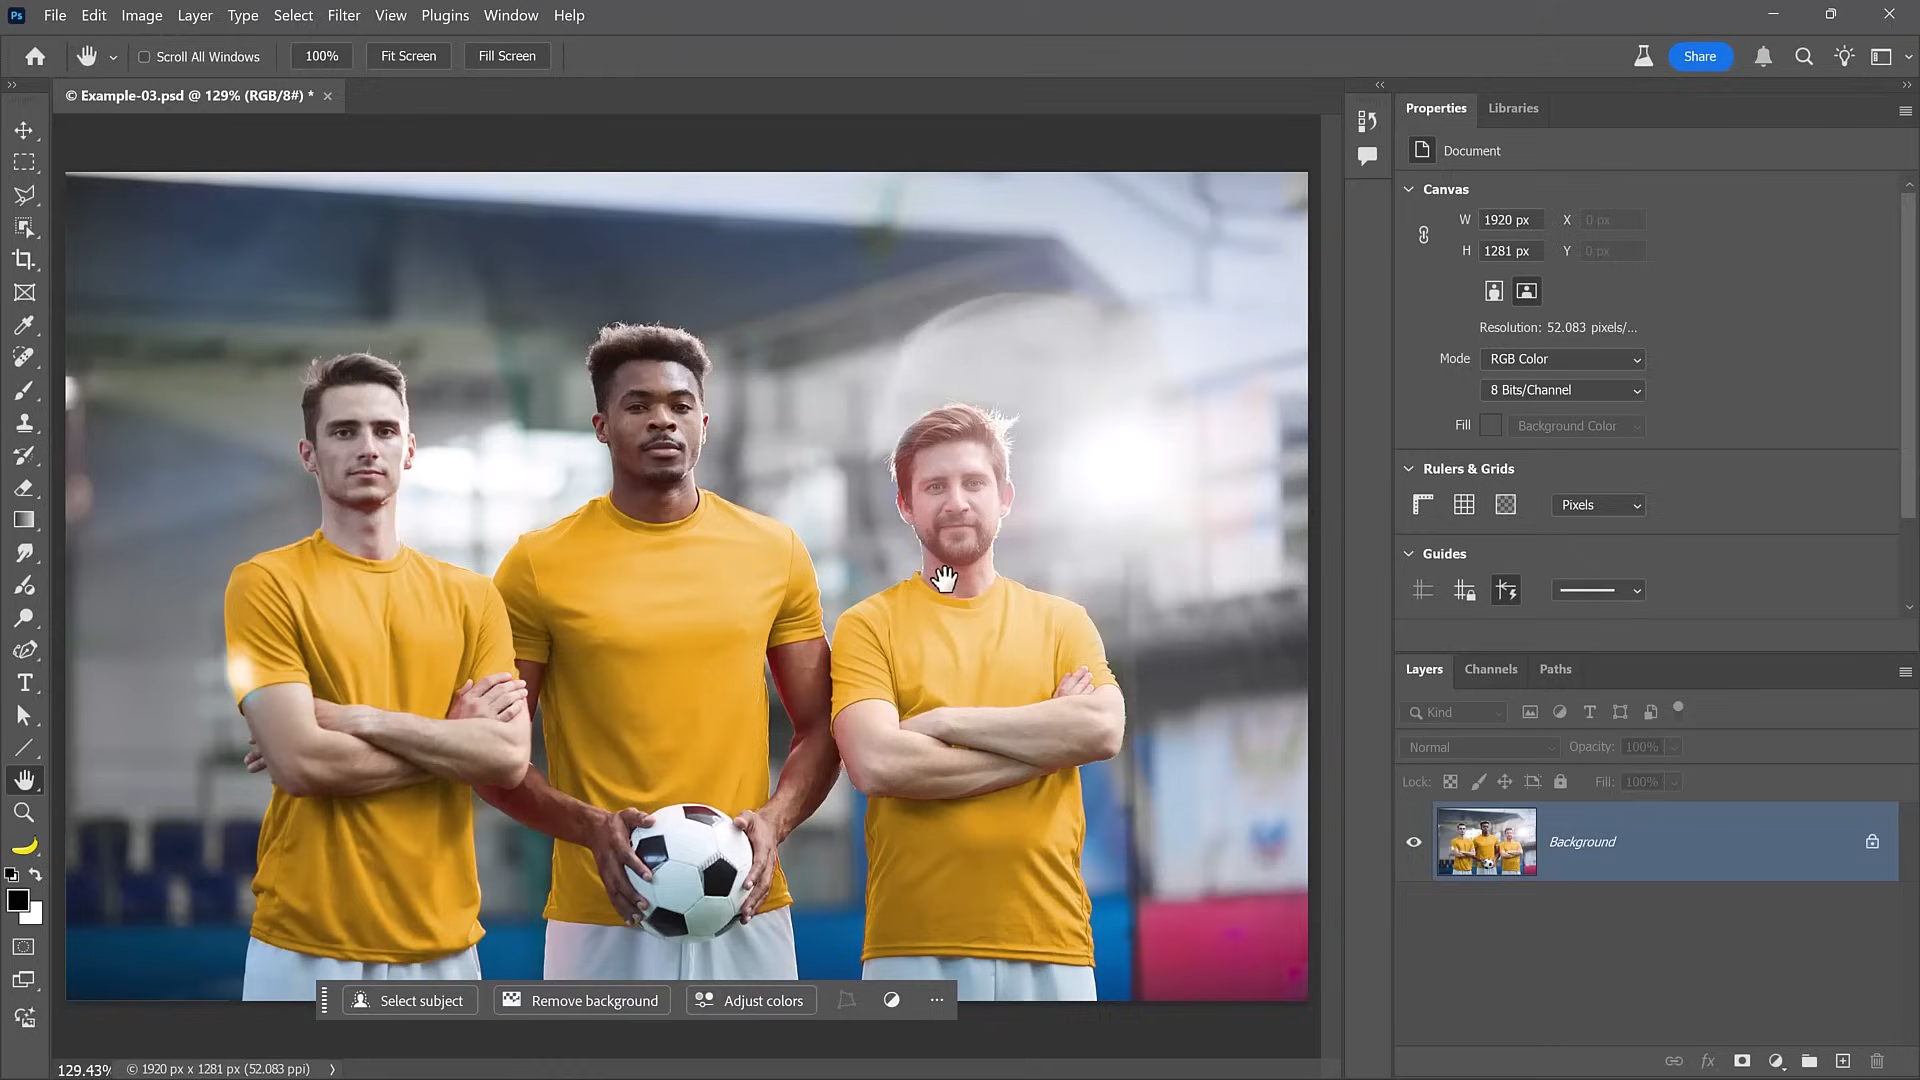 Ps File Edit Image Layer Type Select Filter View Plugins Window Help
Scroll All Windows 100% Fit Screen Fill Screen Share
© Example-03.psd @ 129% (RGB/8#) *
Properties Libraries
Document
Canvas
W 1920 px X 0 px
H 1281 px Y 0 px
Resolution: 52.083 pixels/...
Mode RGB Color
8 Bits/Channel
Fill Background Color
Rulers & Grids
Pixels
Guides
Layers Channels Paths
Kind
Normal Opacity: 100%
Lock: Fill: 100%
Background
Select subject Remove background Adjust colors
129.43% © 1920 px x 1281 px (52.083 ppi)